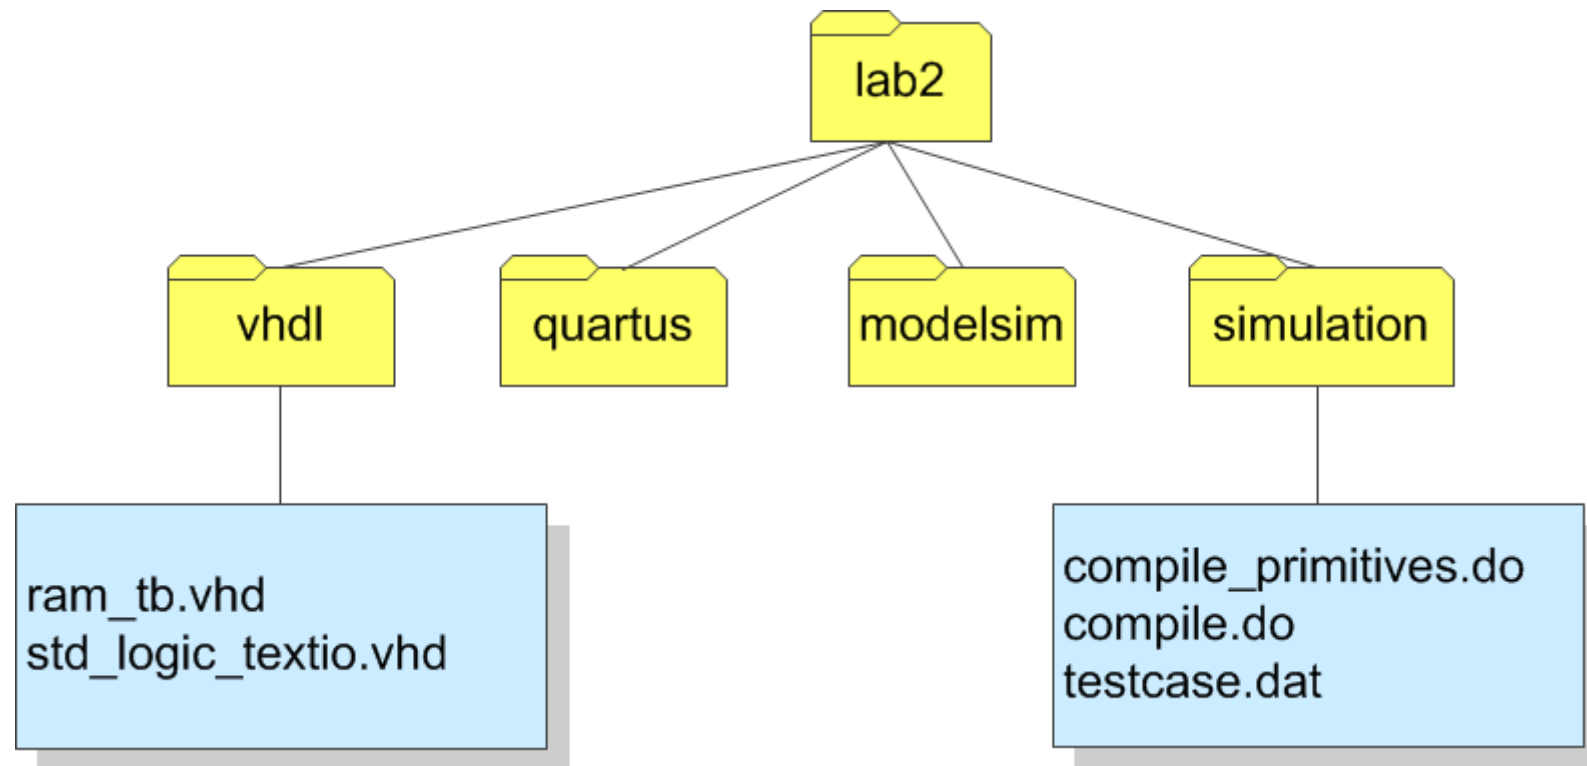 lab2
vhdl
quartus
modelsim
simulation
ram_tb.vhd
std_logic_textio.vhd
compile_primitives.do
compile.do
testcase.dat